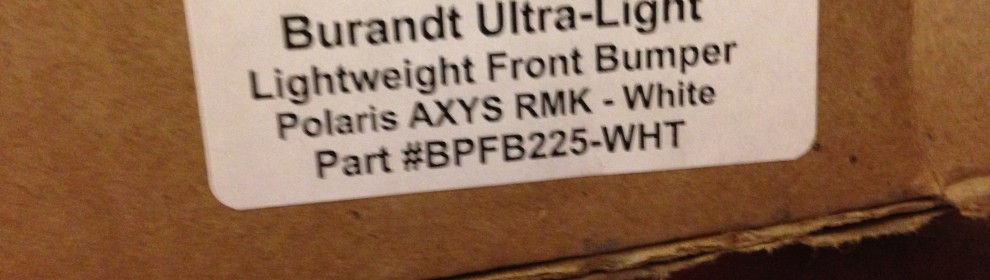 Burandt Ultra-Light
Lightweight Front Bumper
Polaris AXYS RMK - White
Part #BPFB225-WHT